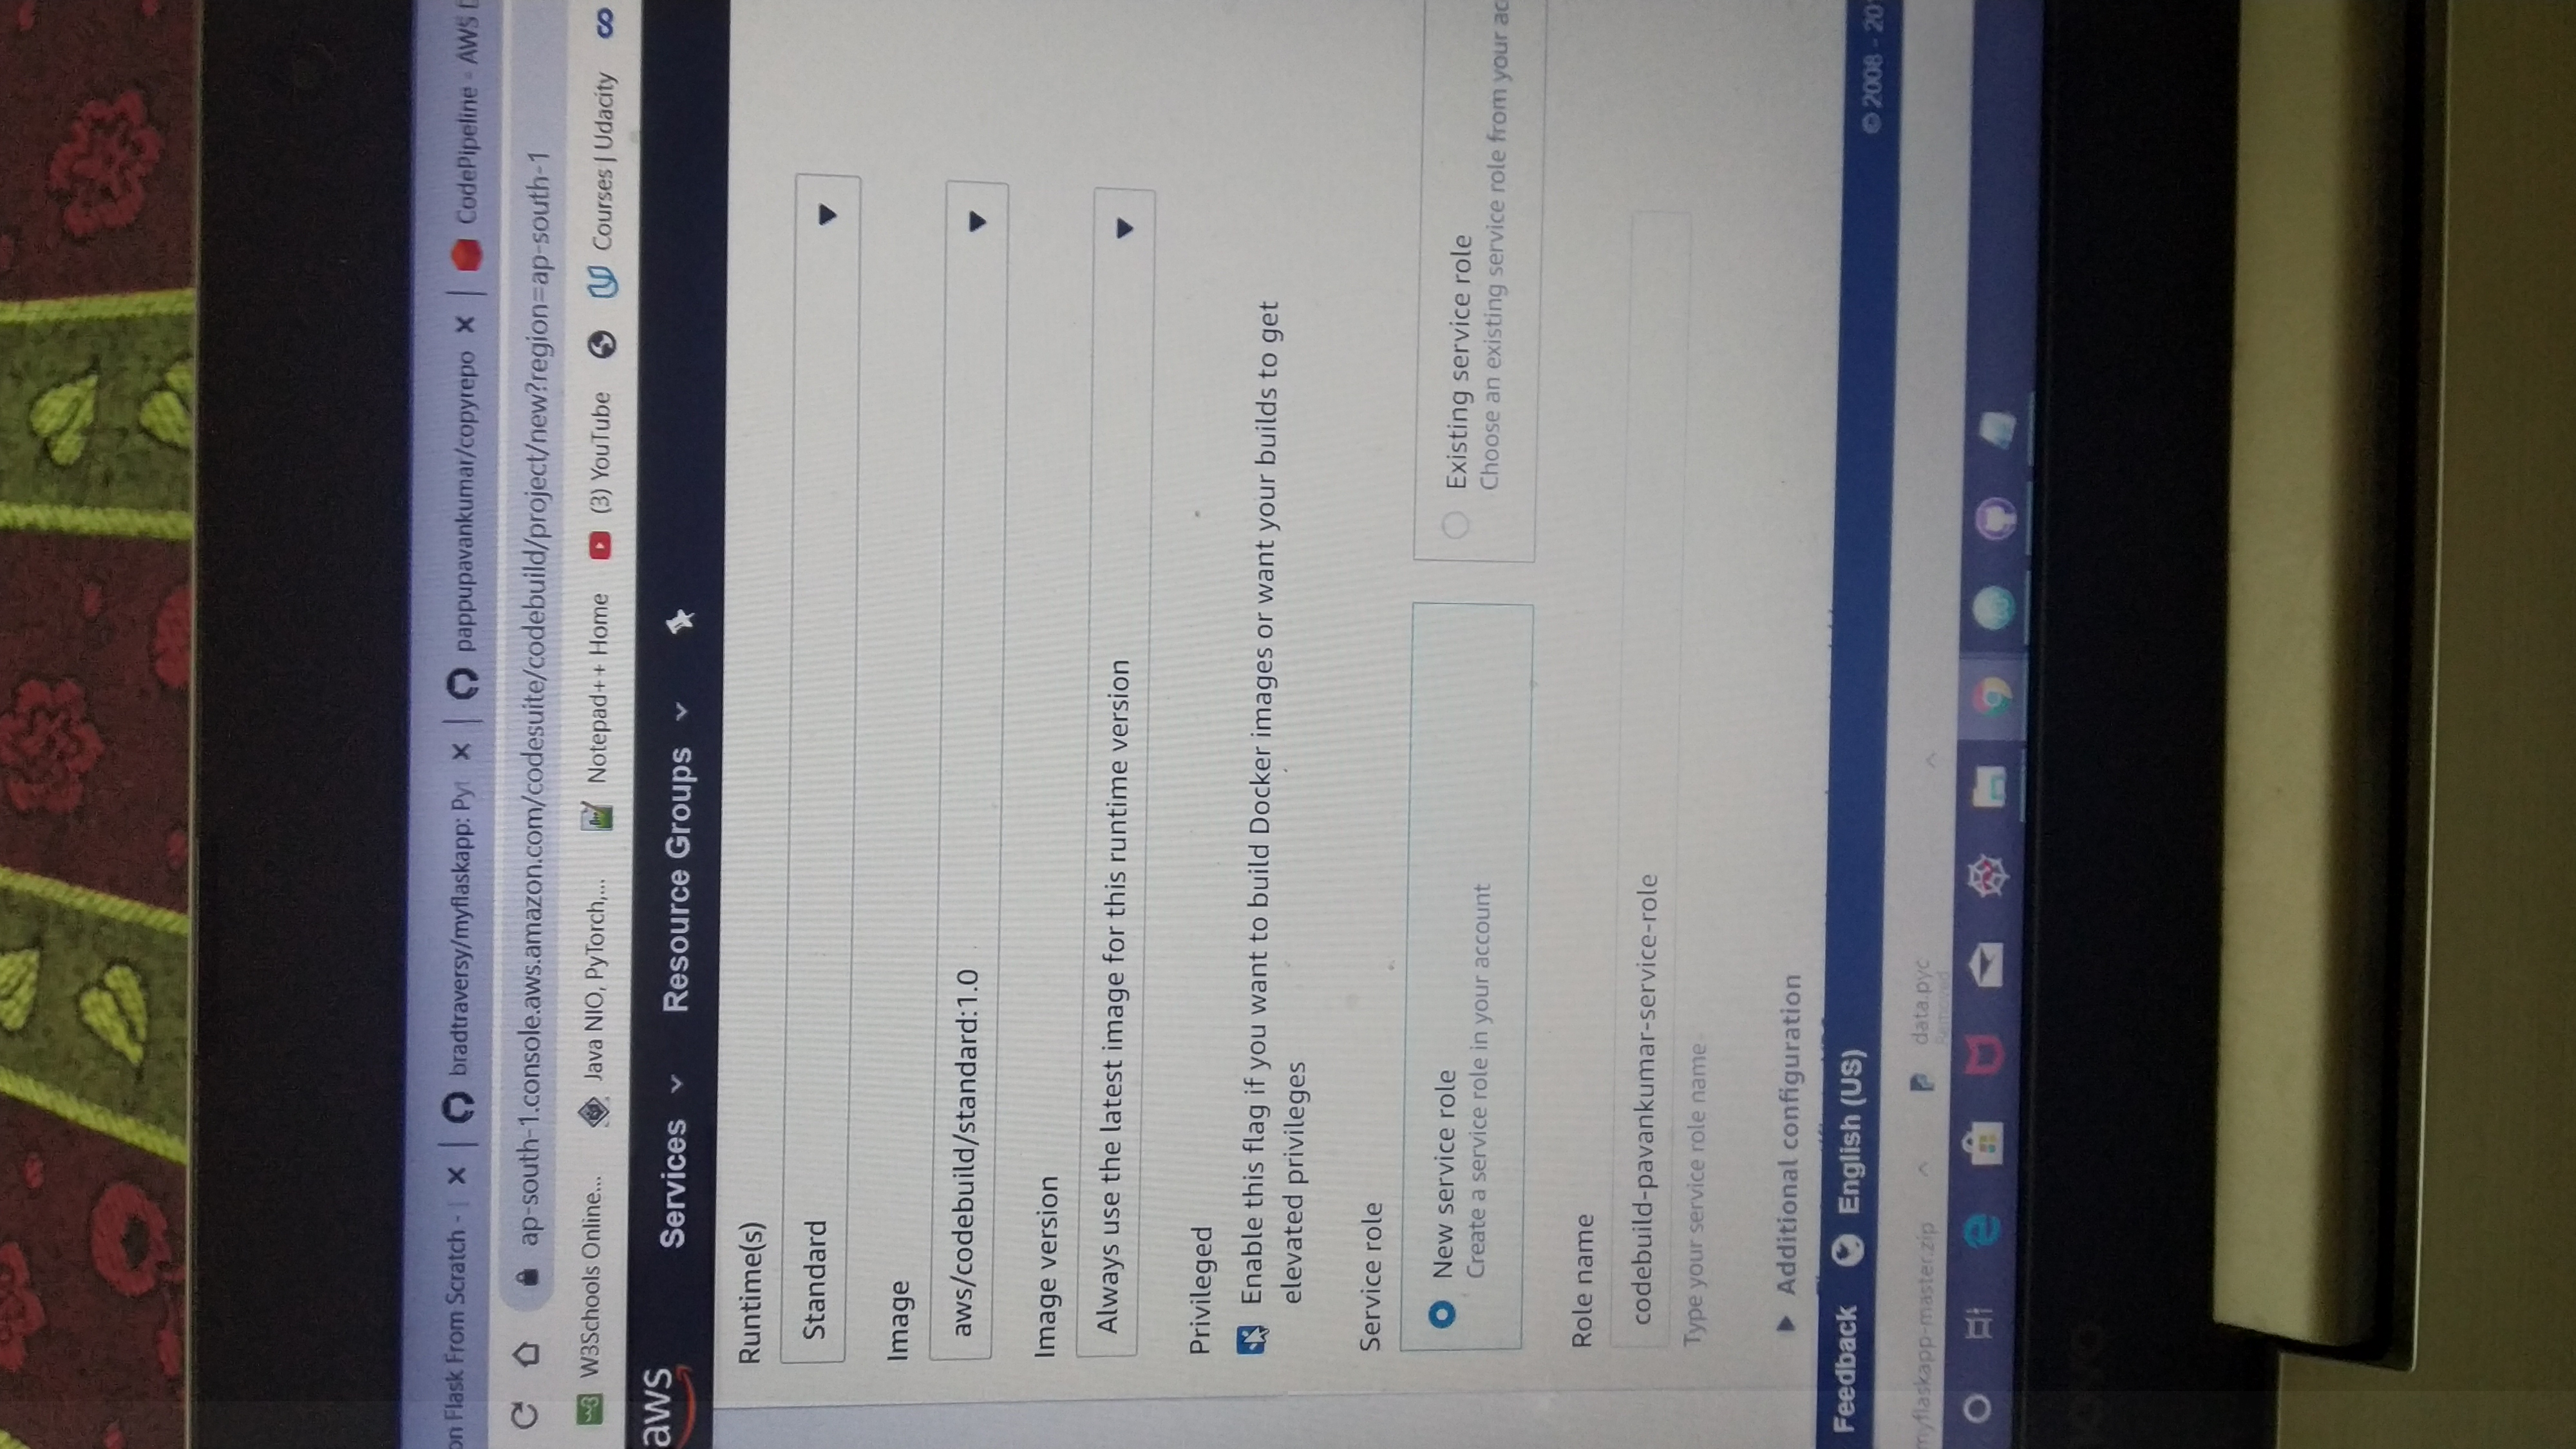 on Flask From Scratch -
bradtraversy/myflaskapp: Pyt
pappupavankumar/copyrepo
CodePipeline - AWS D
ap-south-1.console.aws.amazon.com/codesuite/codebuild/project/new?region=ap-south-1
W3Schools Online...
Java NIO, PyTorch,...
Notepad++ Home
(3) YouTube
Courses | Udacity
aws
Services
Resource Groups
Runtime(s)
Standard
Image
aws/codebuild/standard:1.0
Image version
Always use the latest image for this runtime version
Privileged
Enable this flag if you want to build Docker images or want your builds to get
elevated privileges
Service role
New service role
Create a service role in your account
Existing service role
Choose an existing service role from your ac
Role name
codebuild-pavankumar-service-role
Type your service role name
Additional configuration
Feedback
English (US)
© 2008 - 20
myflaskapp-master.zip
data.pyc
Removed